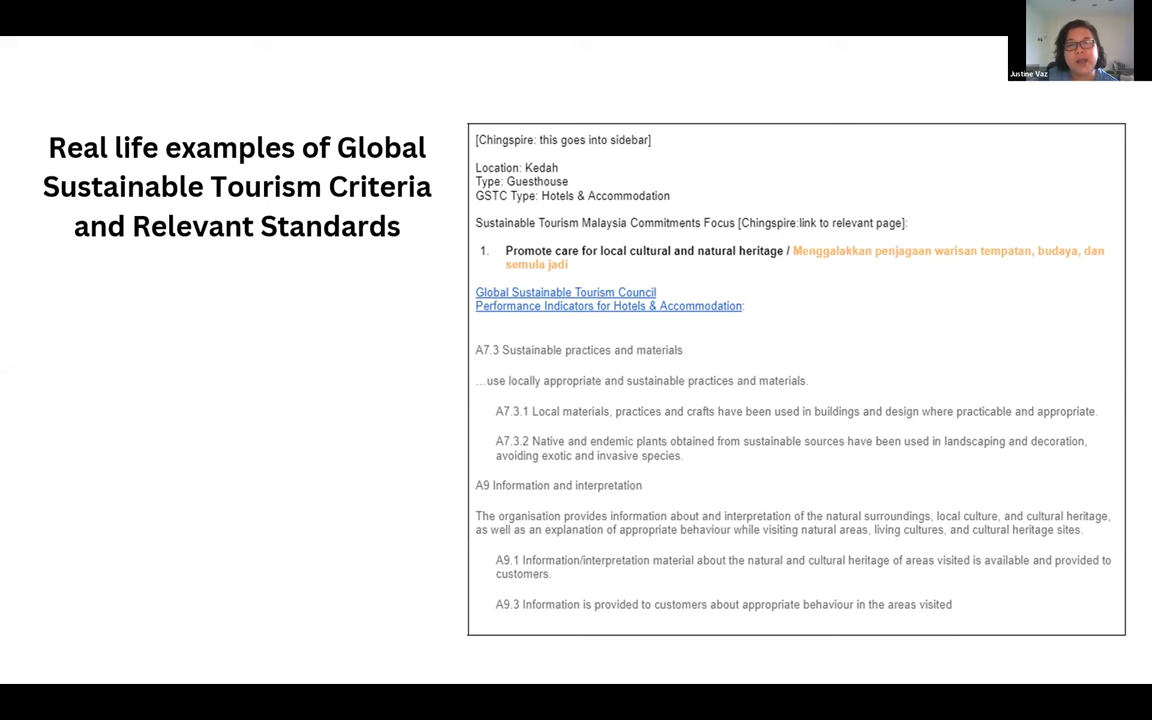 Justine Vaz
Real life examples of Global
Sustainable Tourism Criteria
and Relevant Standards
[Chingspire: this goes into sidebar]
Location: Kedah
Type: Guesthouse
GSTC Type: Hotels & Accommodation
Sustainable Tourism Malaysia Commitments Focus [Chingspire:link to relevant page]:
1. Promote care for local cultural and natural heritage / Menggalakkan penjagaan warisan tempatan, budaya, dan
semula jadi
Global Sustainable Tourism Council
Performance Indicators for Hotels & Accommodation:
A7.3 Sustainable practices and materials
…use locally appropriate and sustainable practices and materials.
A7.3.1 Local materials, practices and crafts have been used in buildings and design where practicable and appropriate.
A7.3.2 Native and endemic plants obtained from sustainable sources have been used in landscaping and decoration,
avoiding exotic and invasive species.
A9 Information and interpretation
The organisation provides information about and interpretation of the natural surroundings, local culture, and cultural heritage,
as well as an explanation of appropriate behaviour while visiting natural areas, living cultures, and cultural heritage sites.
A9.1 Information/interpretation material about the natural and cultural heritage of areas visited is available and provided to
customers.
A9.3 Information is provided to customers about appropriate behaviour in the areas visited